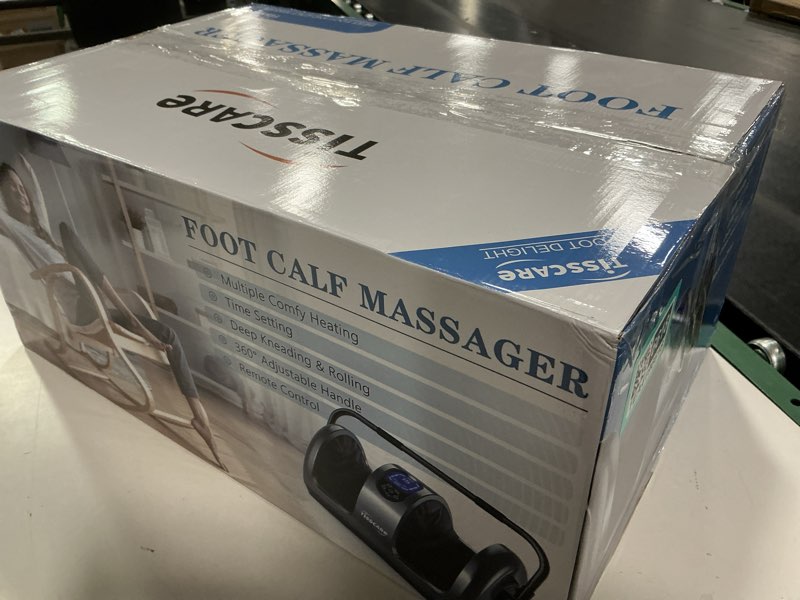 FOOT CALF MASSAGER
TISSCARE
TISSCARE
FOOT DELIGHT
FOOT CALF MASSAGER
Multiple Comfy Heating
Time Setting
Deep Kneading & Rolling
360° Adjustable Handle
Remote Control
TISSCARE